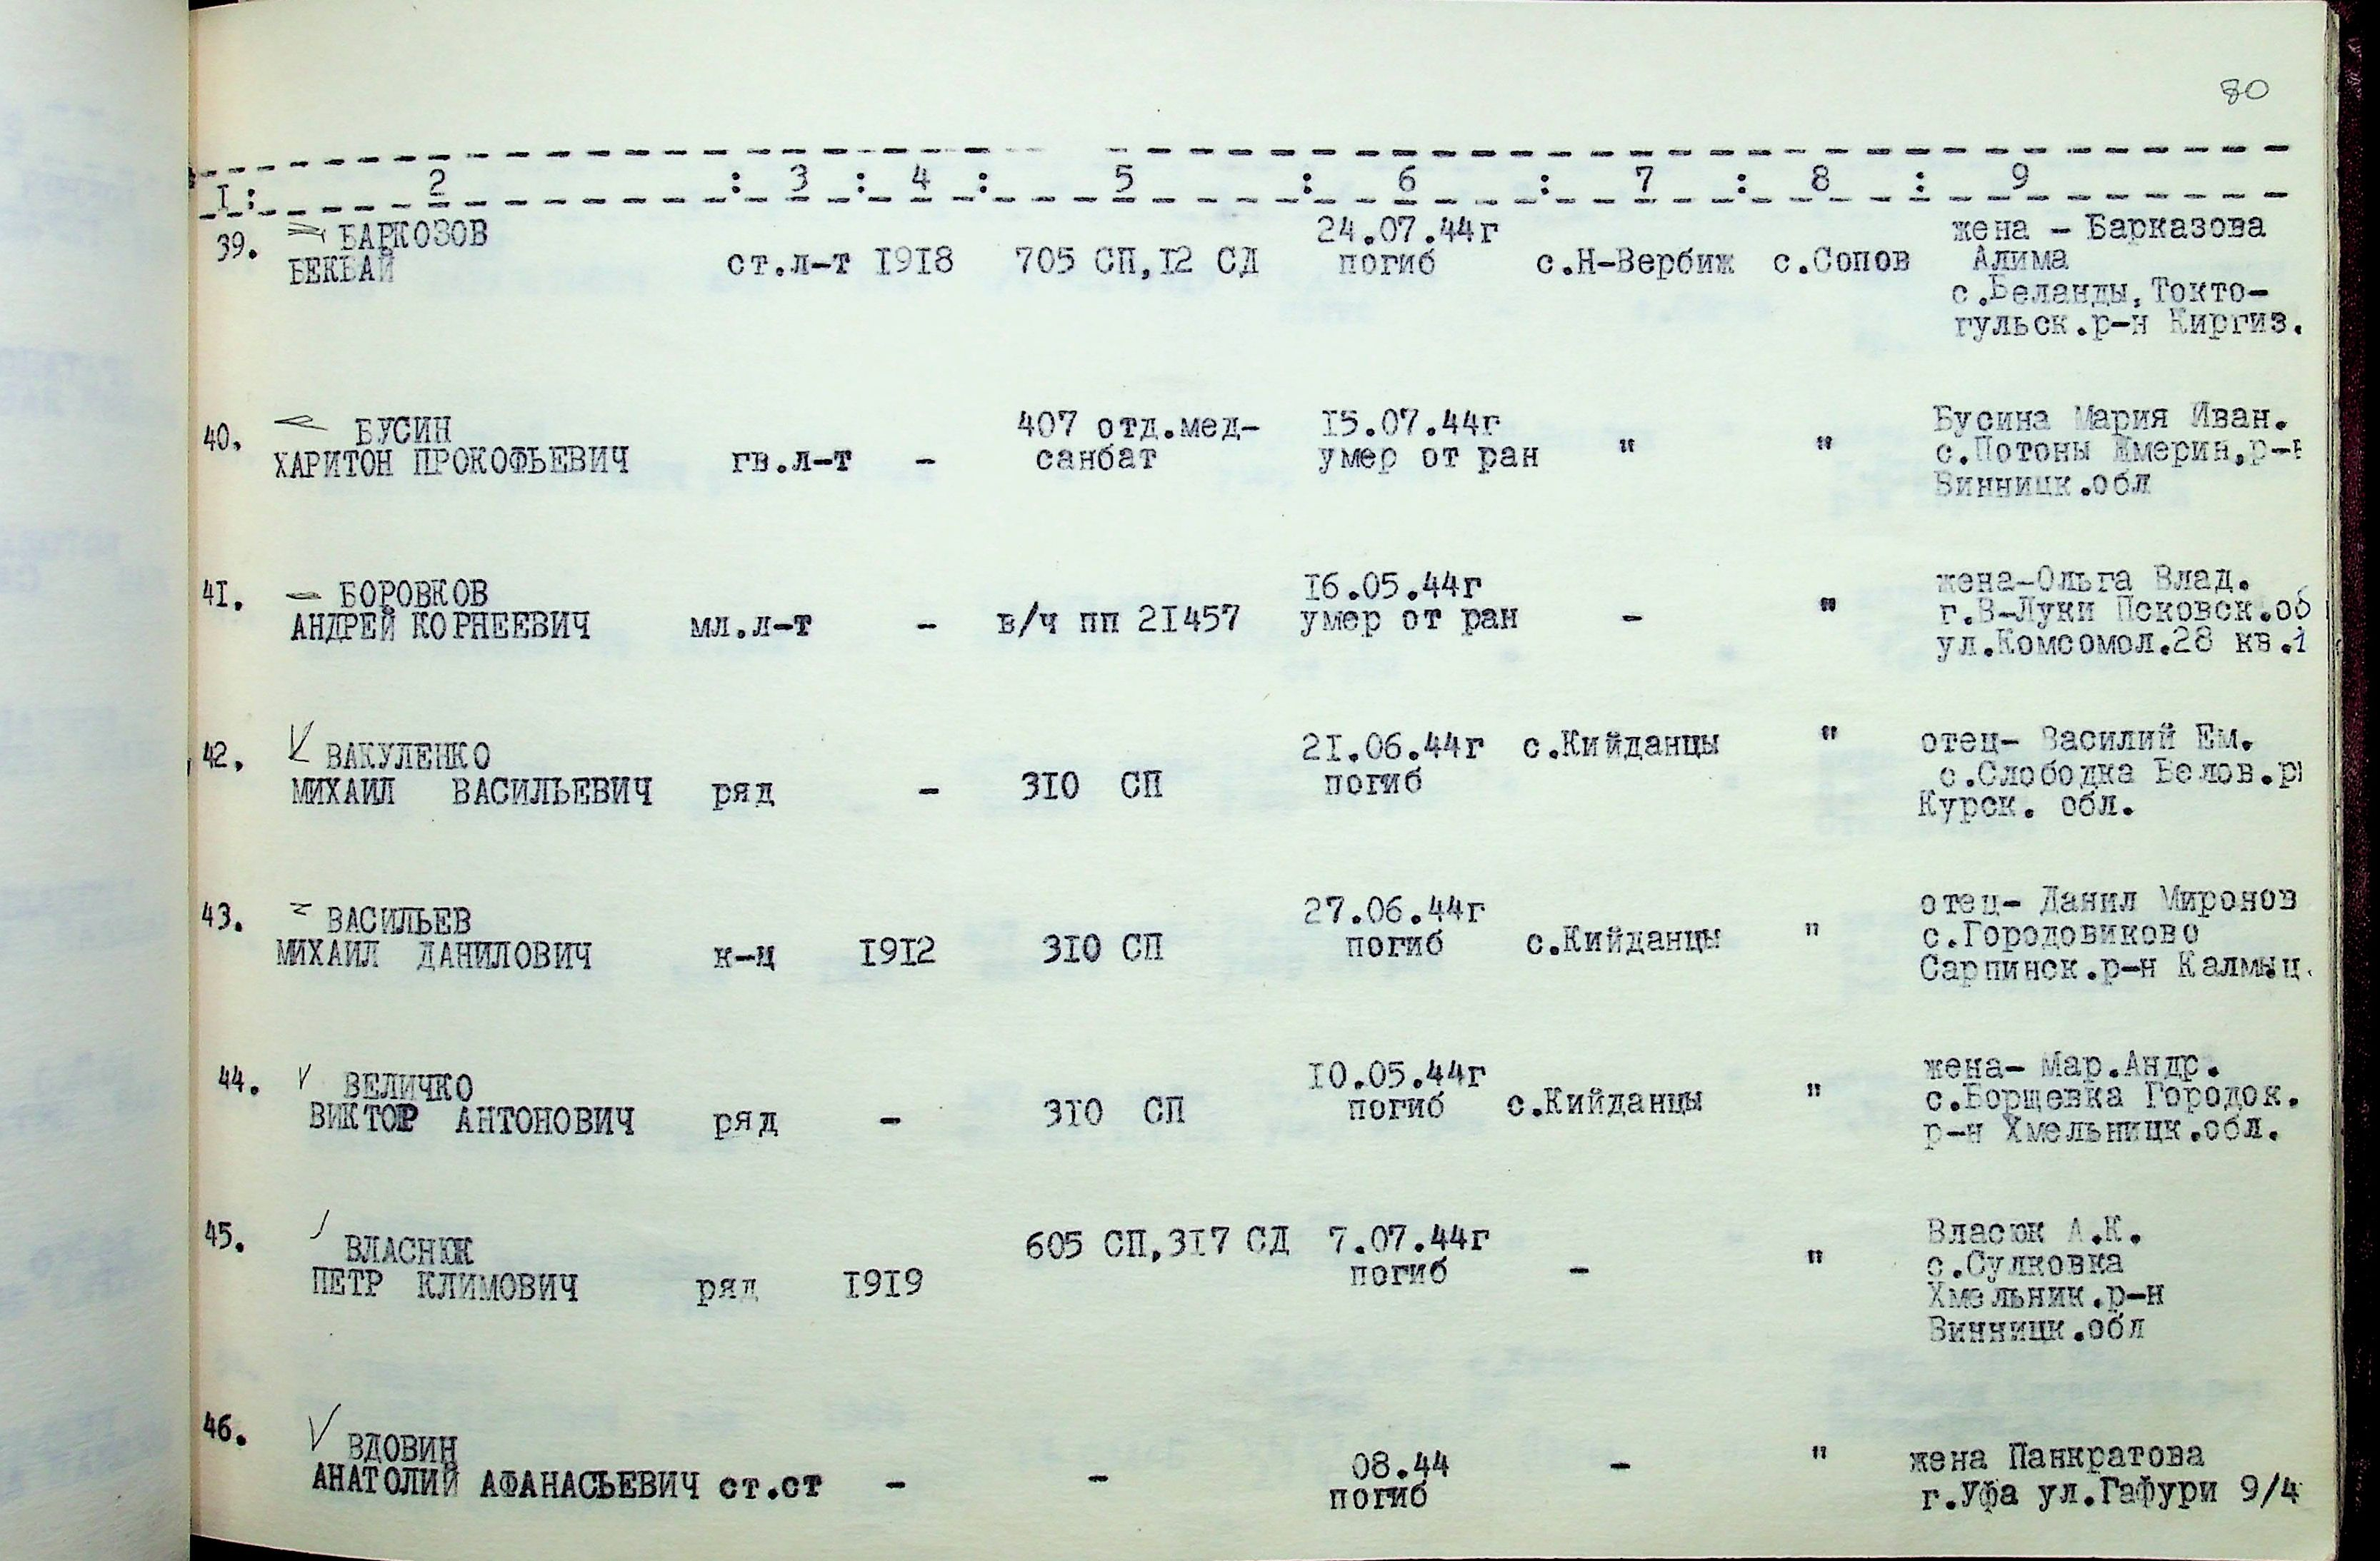 80
I : 2 : 3 : 4 : 5 : 6 : 7 : 8 : 9
39. БАРКОЗОВ
БЕКБАЙ
ст.л-т 1918 705 СП,12 СД
24.07.44г
погиб
с.Н-Вербиж с.Сопов
жена - Барказова
Алима
с.Беланды,Токто-
гульск.р-н Киргиз.
40. БУСИН
ХАРИТОН ПРОКОФЬЕВИЧ гв.л-т -
407 отд.мед-
санбат
15.07.44г
умер от ран
" "
Бусина Мария Иван.
с.Потоны Жмерин,р-н
Винницк.обл
41. БОРОВКОВ
АНДРЕЙ КОРНЕЕВИЧ мл.л-т - в/ч пп 21457
16.05.44г
умер от ран
- "
жена-Ольга Влад.
г.В-Луки Псковск.об
ул.Комсомол.28 кв.1
42. ВАКУЛЕНКО
МИХАИЛ ВАСИЛЬЕВИЧ ряд - 310 СП
21.06.44г
погиб
с.Кийданцы "
отец- Василий Ем.
с.Слободка Белов.р
Курск. обл.
43. ВАСИЛЬЕВ
МИХАИЛ ДАНИЛОВИЧ к-ц 1912 310 СП
27.06.44г
погиб
с.Кийданцы "
отец- Данил Миронов
с.Городовиково
Сарпинск.р-н Калмыц.
44. ВЕЛИЧКО
ВИКТОР АНТОНОВИЧ ряд - 310 СП
10.05.44г
погиб
с.Кийданцы "
жена- Мар.Андр.
с.Борщевка Городок.
р-н Хмельницк.обл.
45. ВЛАСНЮК
ПЕТР КЛИМОВИЧ ряд 1919
605 СП,317 СД
7.07.44г
погиб
- "
Власюк А.К.
с.Сулковка
Хмельник.р-н
Винницк.обл
46. ВДОВИН
АНАТОЛИЙ АФАНАСЬЕВИЧ ст.ст - -
08.44
погиб
- "
жена Панкратова
г.Уфа ул.Гафури 9/4